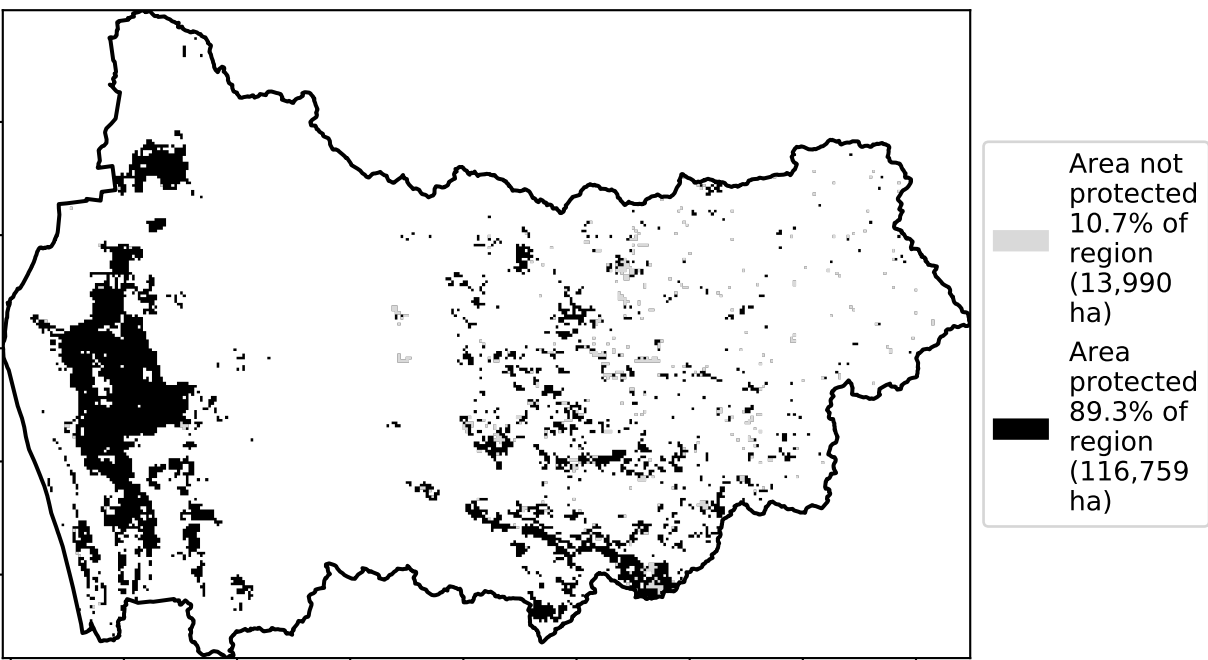 Area not
protected
10.7% of
region
(13,990
ha)
Area
protected
89.3% of
region
(116,759
ha)